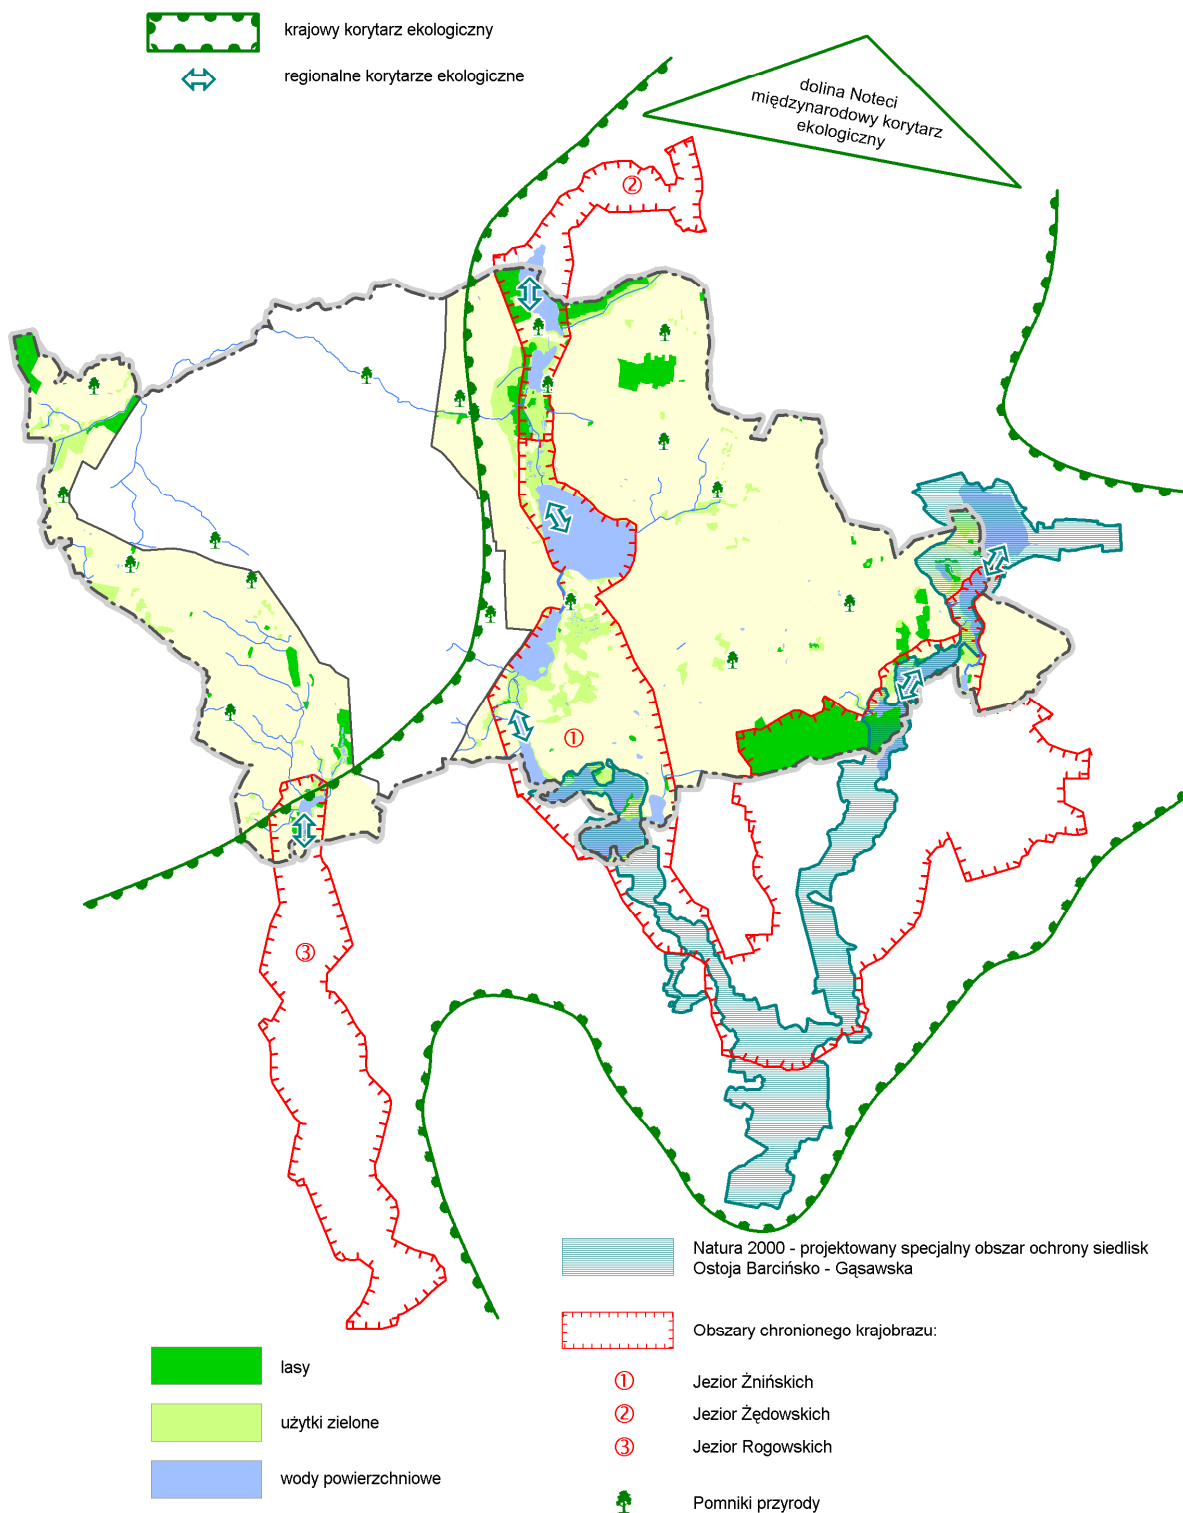 krajowy korytarz ekologiczny
regionalne korytarze ekologiczne
dolina Noteci
międzynarodowy korytarz
ekologiczny
②
①
③
Natura 2000 - projektowany specjalny obszar ochrony siedlisk
Ostoja Barcińsko - Gąsawska
Obszary chronionego krajobrazu:
lasy
① Jezior Żnińskich
② Jezior Żędowskich
użytki zielone
③ Jezior Rogowskich
wody powierzchniowe
Pomniki przyrody